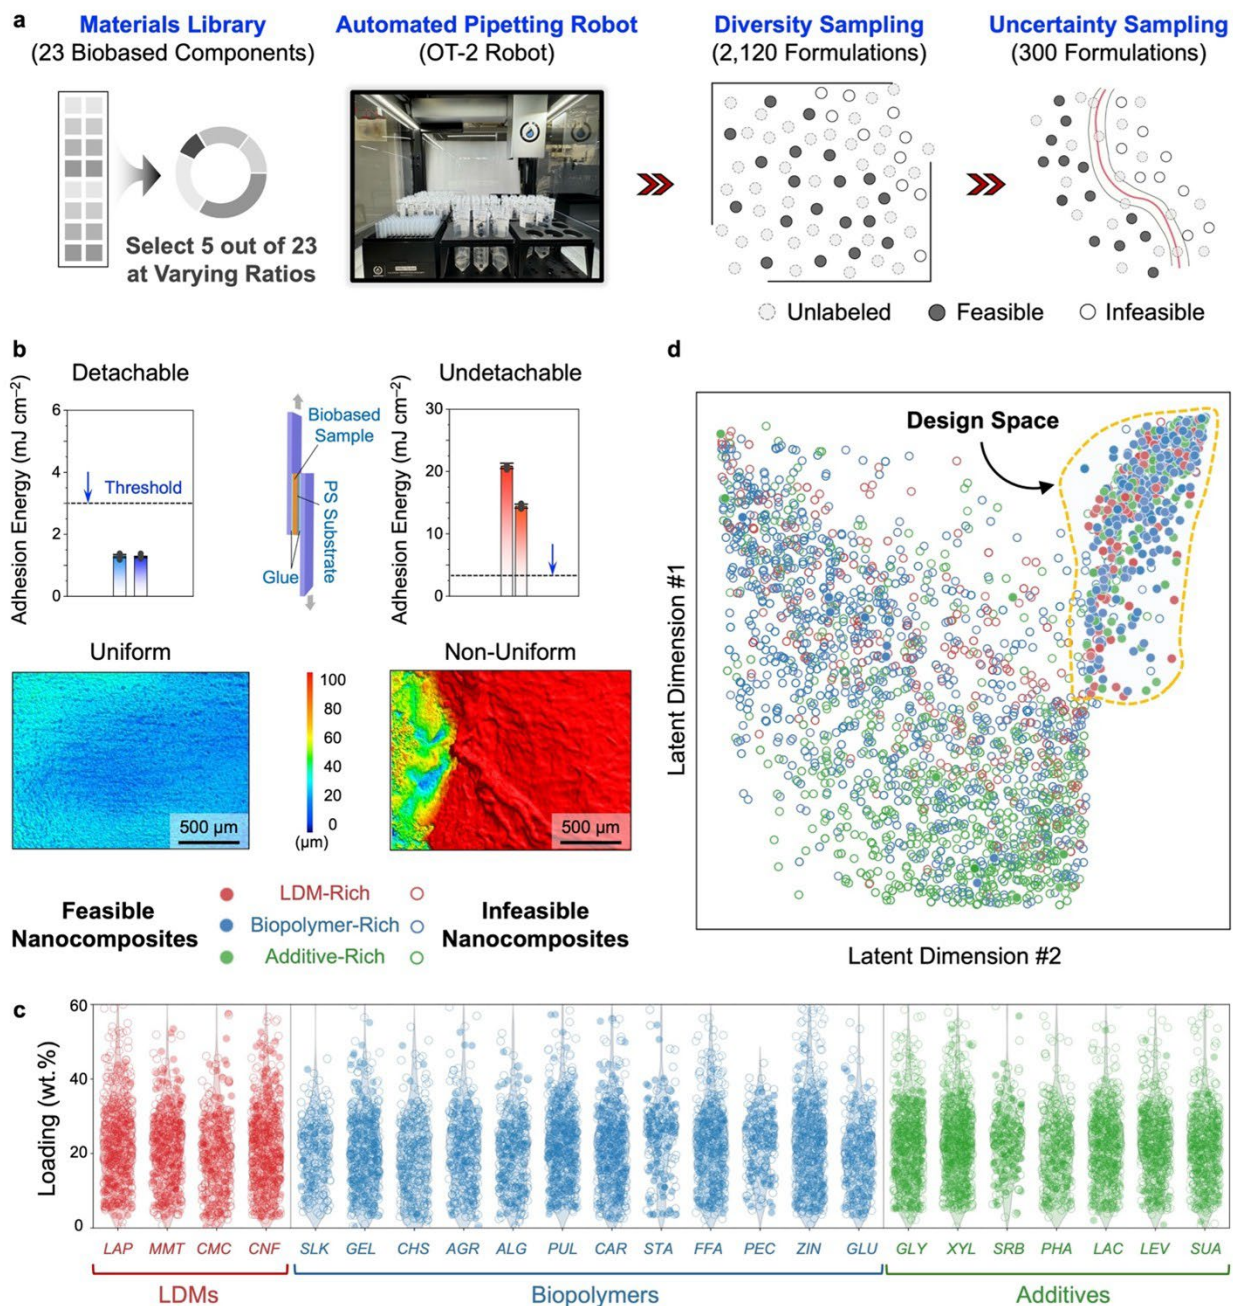 a
Materials Library
(23 Biobased Components)
Select 5 out of 23
at Varying Ratios
Automated Pipetting Robot
(OT-2 Robot)
Diversity Sampling
(2,120 Formulations)
Uncertainty Sampling
(300 Formulations)
Unlabeled
Feasible
Infeasible
b
Detachable
Adhesion Energy (mJ cm⁻²)
6
4
2
0
Threshold
Biobased
Sample
PS Substrate
Glue
Undetachable
Adhesion Energy (mJ cm⁻²)
30
20
10
0
Uniform
500 µm
100
80
60
40
20
0
(µm)
Non-Uniform
500 µm
Feasible
Nanocomposites
LDM-Rich
Biopolymer-Rich
Additive-Rich
Infeasible
Nanocomposites
d
Design Space
Latent Dimension #1
Latent Dimension #2
c
Loading (wt.%)
60
40
20
0
LAP MMT CMC CNF SLK GEL CHS AGR ALG PUL CAR STA FFA PEC ZIN GLU GLY XYL SRB PHA LAC LEV SUA
LDMs Biopolymers Additives